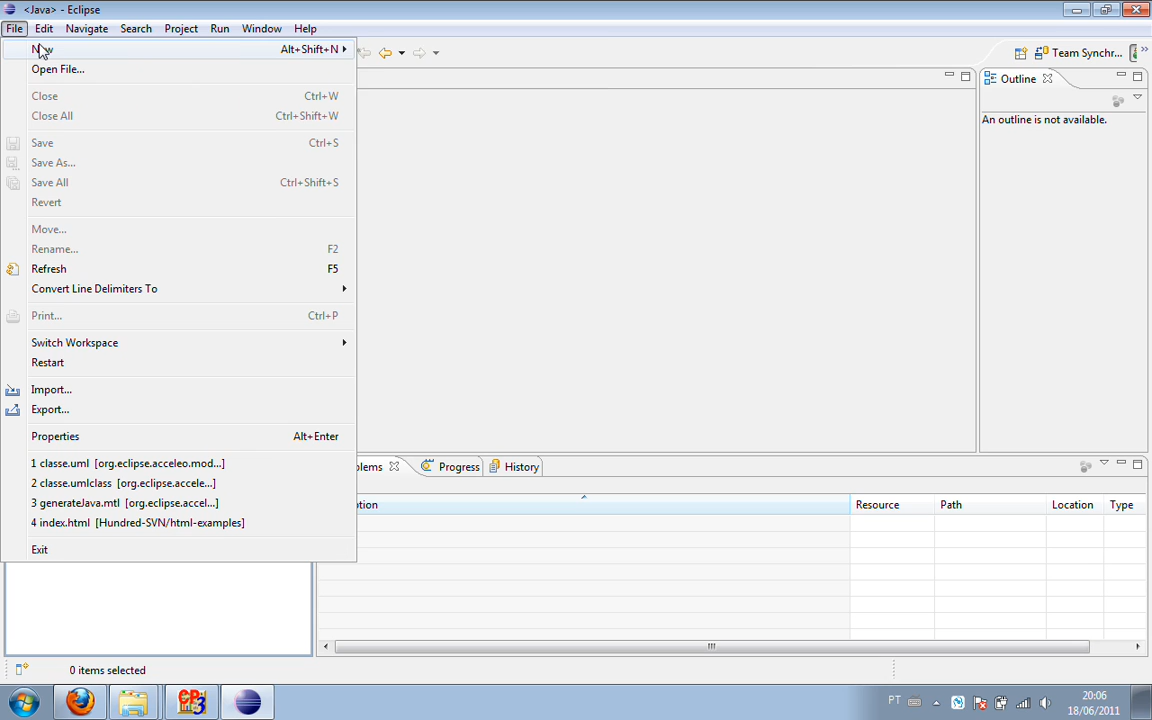 <Java> - Eclipse
File Edit Navigate Search Project Run Window Help
Alt+Shift+N
Team Synchr...
Open File...
Outline
Close Ctrl+W
An outline is not available.
Close All Ctrl+Shift+W
Save Ctrl+S
Save As...
Save All Ctrl+Shift+S
Revert
Move...
Rename... F2
Refresh F5
Convert Line Delimiters To
Print... Ctrl+P
Switch Workspace
Restart
Import...
Export...
Properties Alt+Enter
1 classe.uml [org.eclipse.acceleo.mod...]
2 classe.umlclass [org.eclipse.accele...]
3 generateJava.mtl [org.eclipse.accel...]
4 index.html [Hundred-SVN/html-examples]
Exit
blems Progress History
tion Resource Path Location Type
0 items selected
PT
20:06
18/06/2011